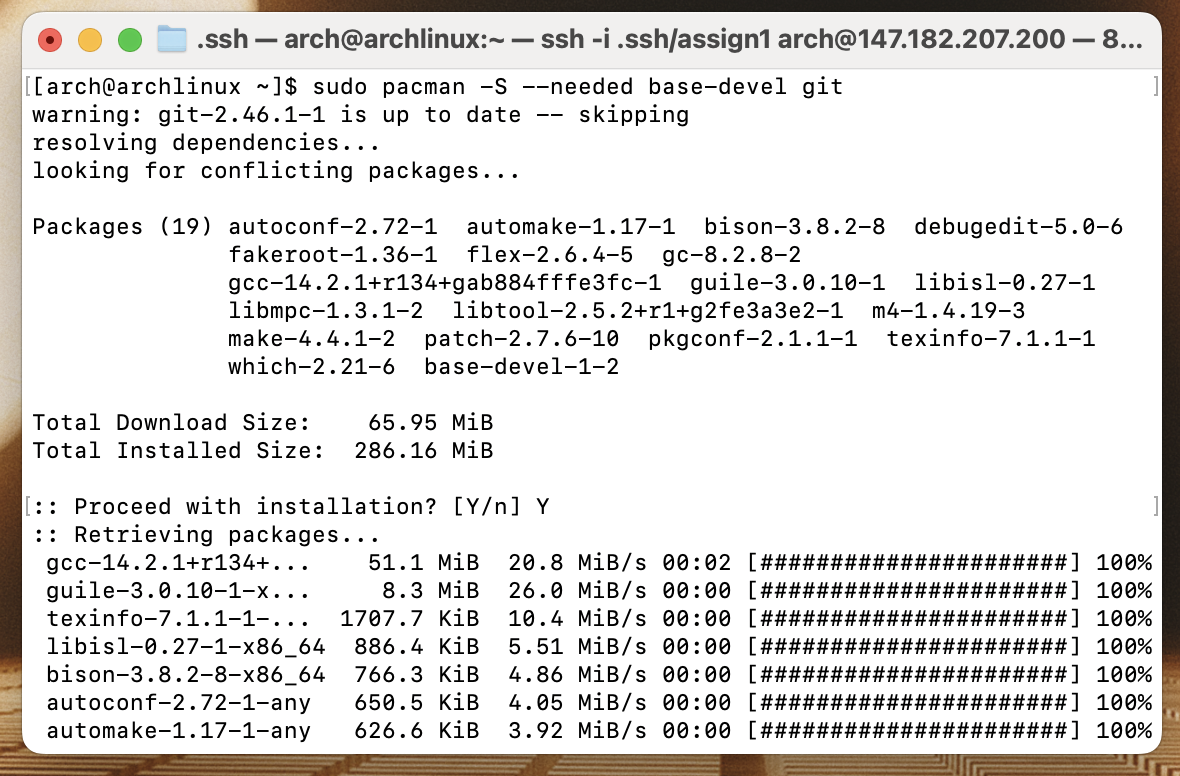 .ssh — arch@archlinux:~ — ssh -i .ssh/assign1 arch@147.182.207.200 — 8...
[[arch@archlinux ~]$ sudo pacman -S --needed base-devel git ]
warning: git-2.46.1-1 is up to date -- skipping
resolving dependencies...
looking for conflicting packages...
Packages (19) autoconf-2.72-1  automake-1.17-1  bison-3.8.2-8  debugedit-5.0-6
fakeroot-1.36-1  flex-2.6.4-5  gc-8.2.8-2
gcc-14.2.1+r134+gab884fffe3fc-1  guile-3.0.10-1  libisl-0.27-1
libmpc-1.3.1-2  libtool-2.5.2+r1+g2fe3a3e2-1  m4-1.4.19-3
make-4.4.1-2  patch-2.7.6-10  pkgconf-2.1.1-1  texinfo-7.1.1-1
which-2.21-6  base-devel-1-2
Total Download Size:    65.95 MiB
Total Installed Size:  286.16 MiB
[:: Proceed with installation? [Y/n] Y ]
:: Retrieving packages...
gcc-14.2.1+r134+...    51.1 MiB  20.8 MiB/s 00:02 [######################] 100%
guile-3.0.10-1-x...     8.3 MiB  26.0 MiB/s 00:00 [######################] 100%
texinfo-7.1.1-1-...  1707.7 KiB  10.4 MiB/s 00:00 [######################] 100%
libisl-0.27-1-x86_64  886.4 KiB  5.51 MiB/s 00:00 [######################] 100%
bison-3.8.2-8-x86_64  766.3 KiB  4.86 MiB/s 00:00 [######################] 100%
autoconf-2.72-1-any   650.5 KiB  4.05 MiB/s 00:00 [######################] 100%
automake-1.17-1-any   626.6 KiB  3.92 MiB/s 00:00 [######################] 100%